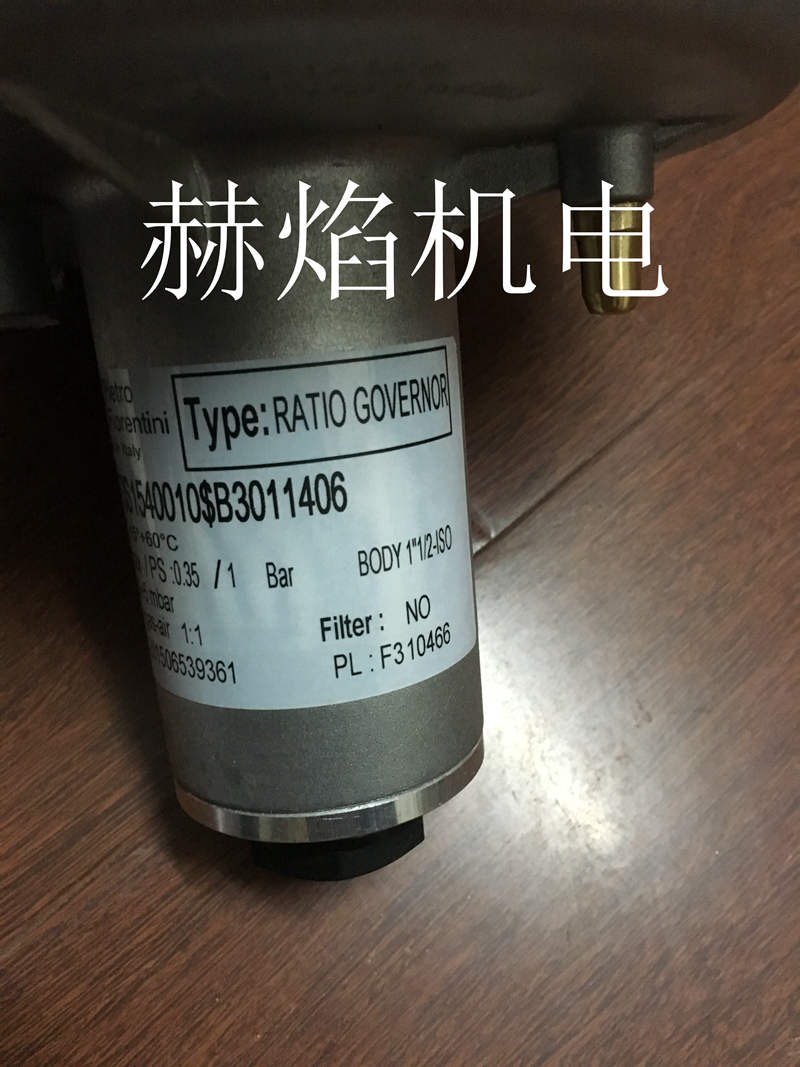 赫焰机电
Type: RATIO GOVERNOR
S1540010$B3011406
+60°C
/ PS : 0.35 / 1 Bar
BODY 1"1/2-ISO
mbar
1:1
Filter : NO
1506539361
PL : F310466